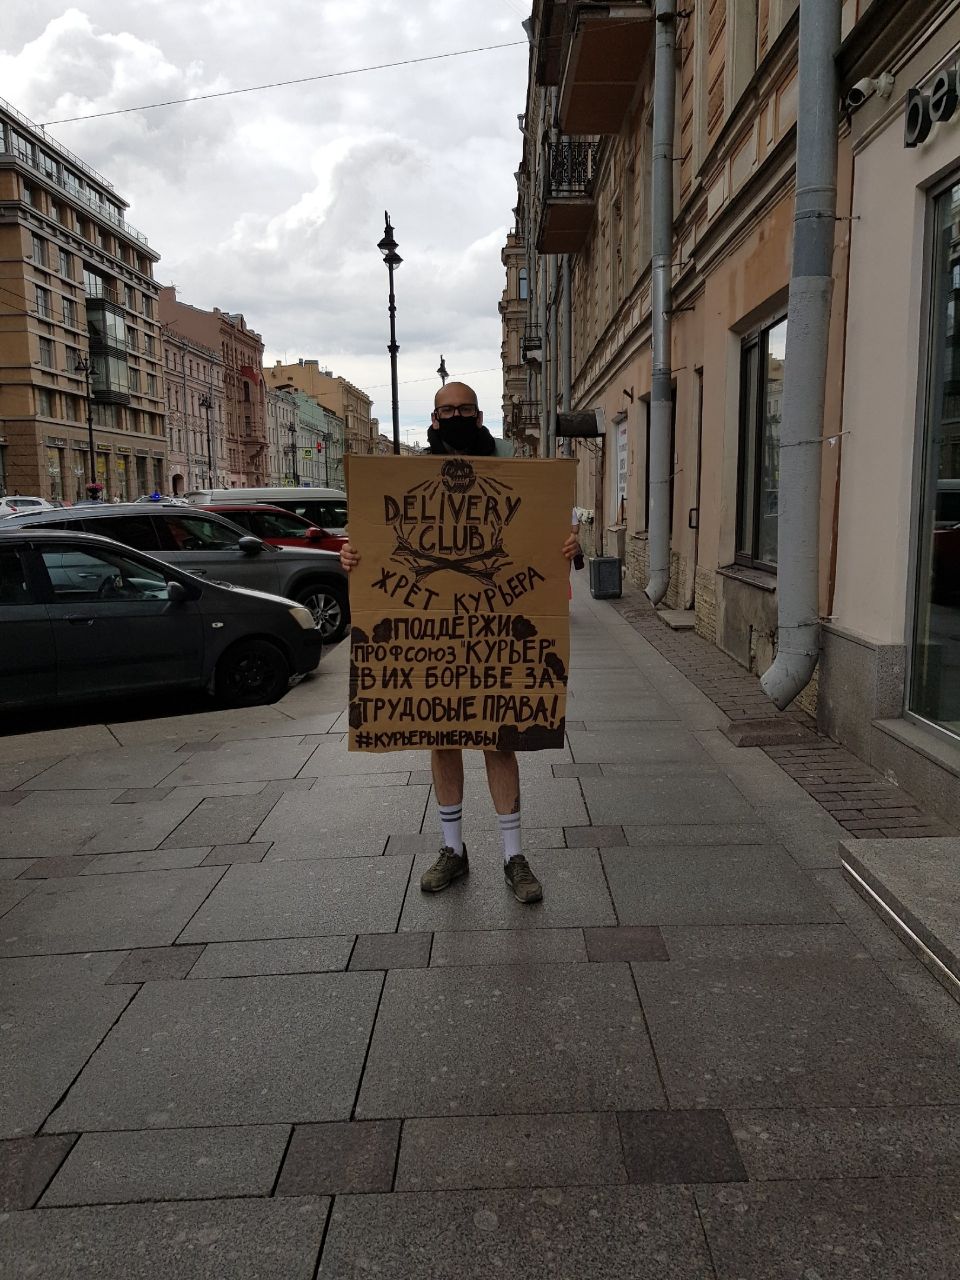 DELIVERY
CLUB
ЖРЕТ КУРЬЕРА
ПОДДЕРЖИ
ПРОФСОЮЗ "КУРЬЕР"
В ИХ БОРЬБЕ ЗА
ТРУДОВЫЕ ПРАВА!
#КУРЬЕРЫНЕРАБЫ